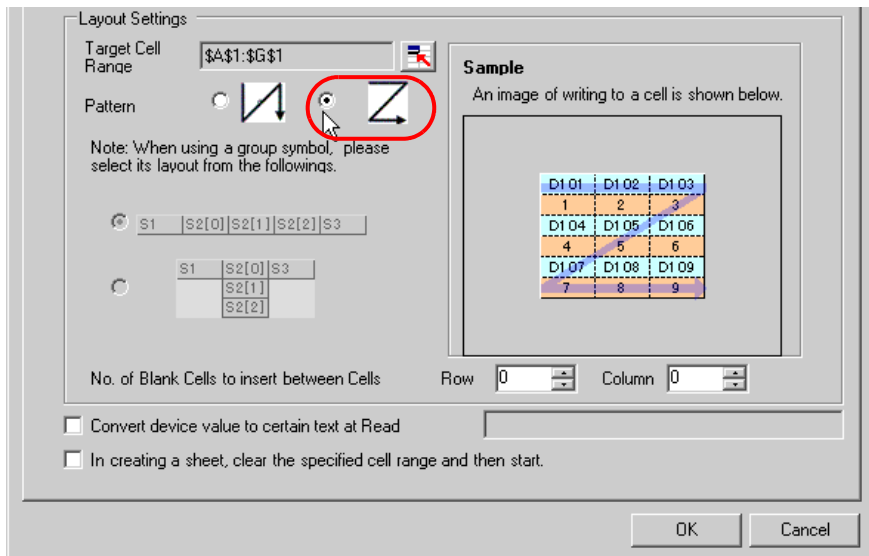 Layout Settings
Target Cell
Range
$A$1:$G$1
Pattern
Note: When using a group symbol, please
select its layout from the followings.
S1 S2[0] S2[1] S2[2] S3
S1 S2[0] S3
S2[1]
S2[2]
Sample
An image of writing to a cell is shown below.
D101 D102 D103
1 2 3
D104 D105 D106
4 5 6
D107 D108 D109
7 8 9
No. of Blank Cells to insert between Cells Row 0 Column 0
Convert device value to certain text at Read
In creating a sheet, clear the specified cell range and then start.
OK Cancel